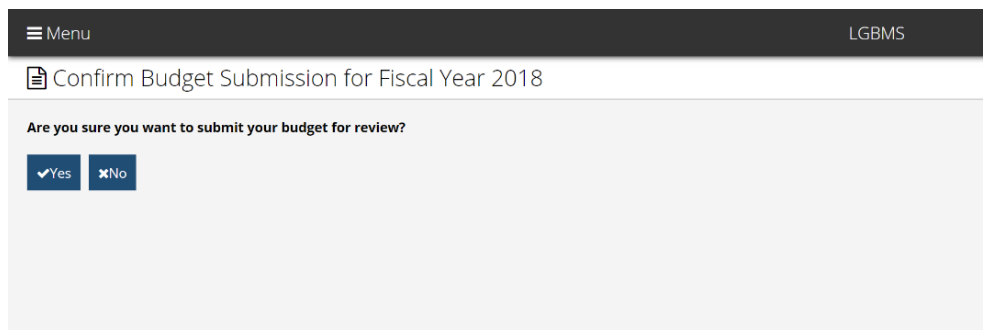 Menu LGBMS
Confirm Budget Submission for Fiscal Year 2018
Are you sure you want to submit your budget for review?
Yes No